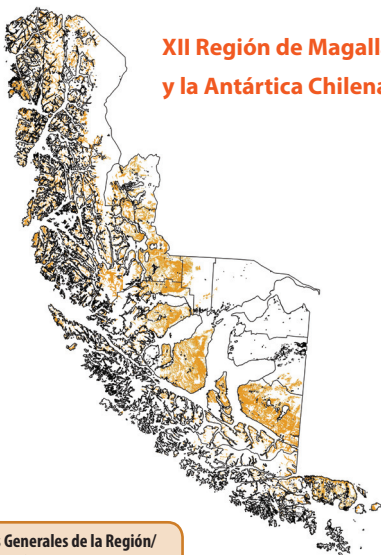 XII Región de Magall
y la Antártica Chilena
Generales de la Región/